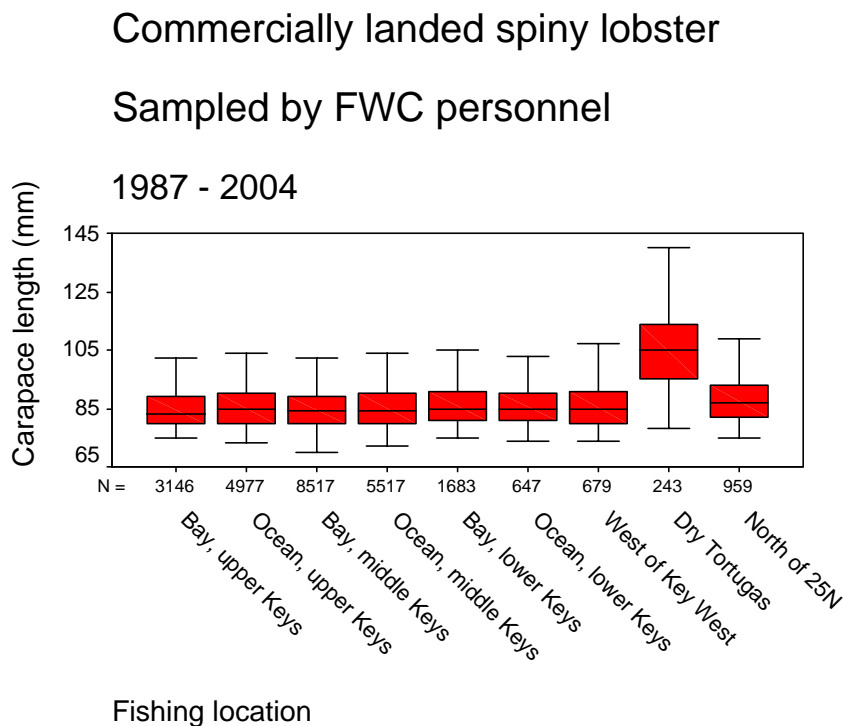 Commercially landed spiny lobster
Sampled by FWC personnel
1987 - 2004
Carapace length (mm)
145
125
105
85
65
N = 3146 4977 8517 5517 1683 647 679 243 959
Bay, upper Keys
Ocean, upper Keys
Bay, middle Keys
Ocean, middle Keys
Bay, lower Keys
Ocean, lower Keys
West of Key West
Dry Tortugas
North of 25N
Fishing location